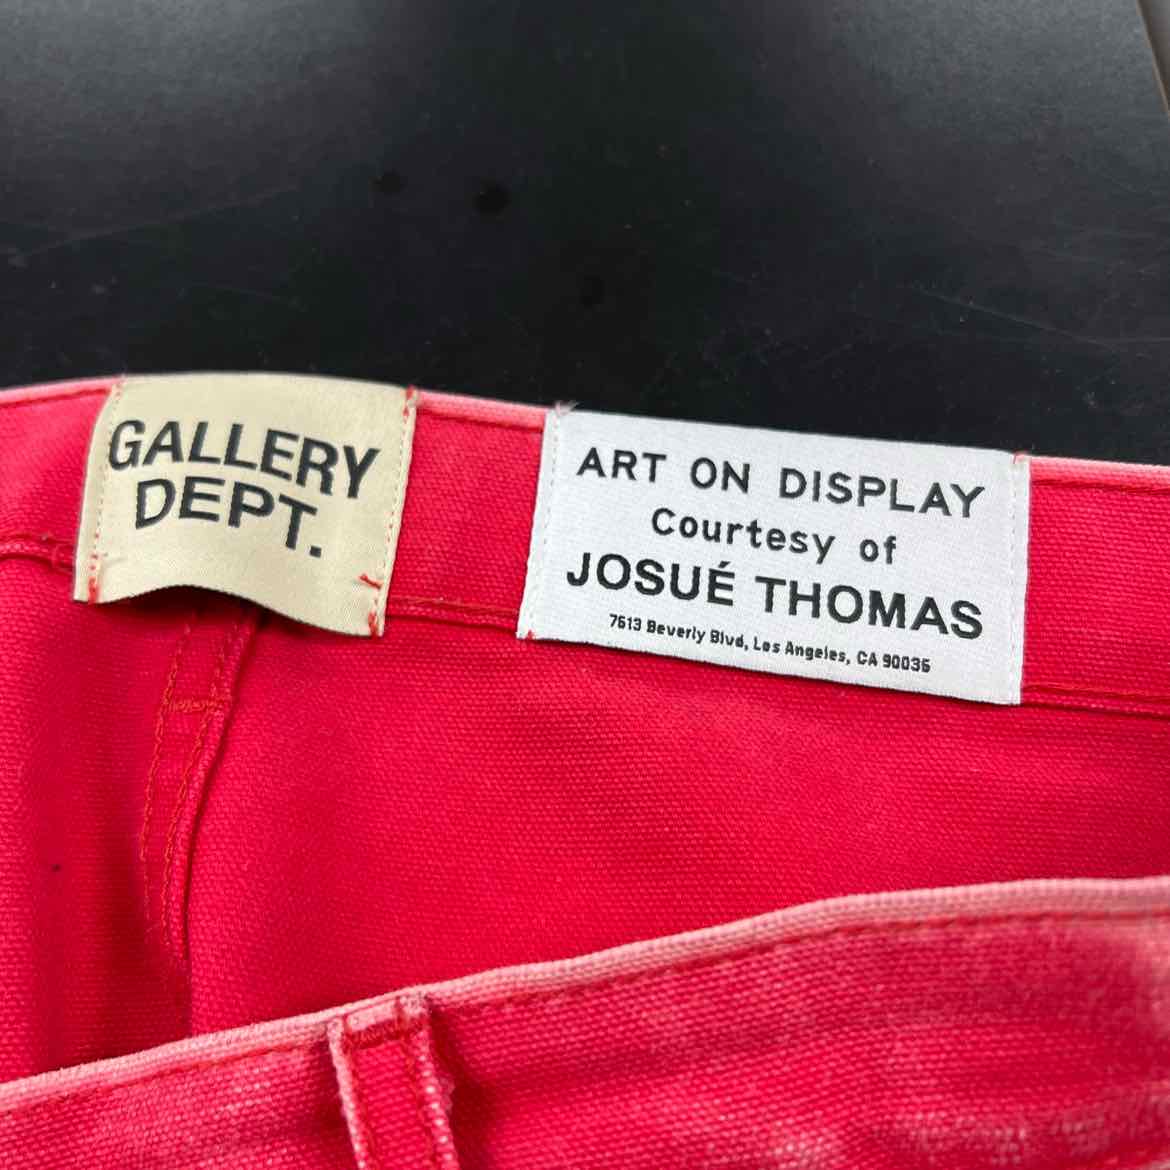 GALLERY
DEPT.
ART ON DISPLAY
Courtesy of
JOSUÉ THOMAS
7613 Beverly Blvd, Los Angeles, CA 90036